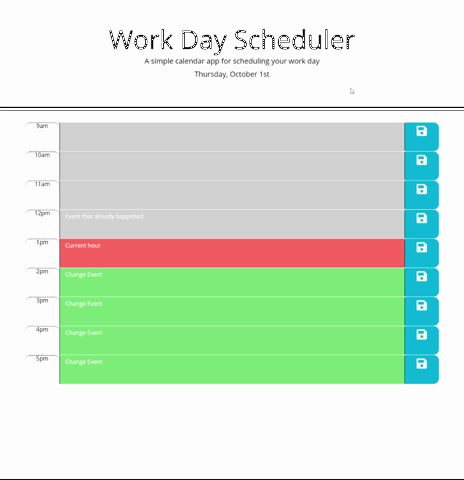 Work Day Scheduler
A simple calendar app for scheduling your work day
Thursday, October 1st
9am
10am
11am
12pm Event that already happened
1pm Current hour
2pm Change Event
3pm Change Event
4pm Change Event
5pm Change Event